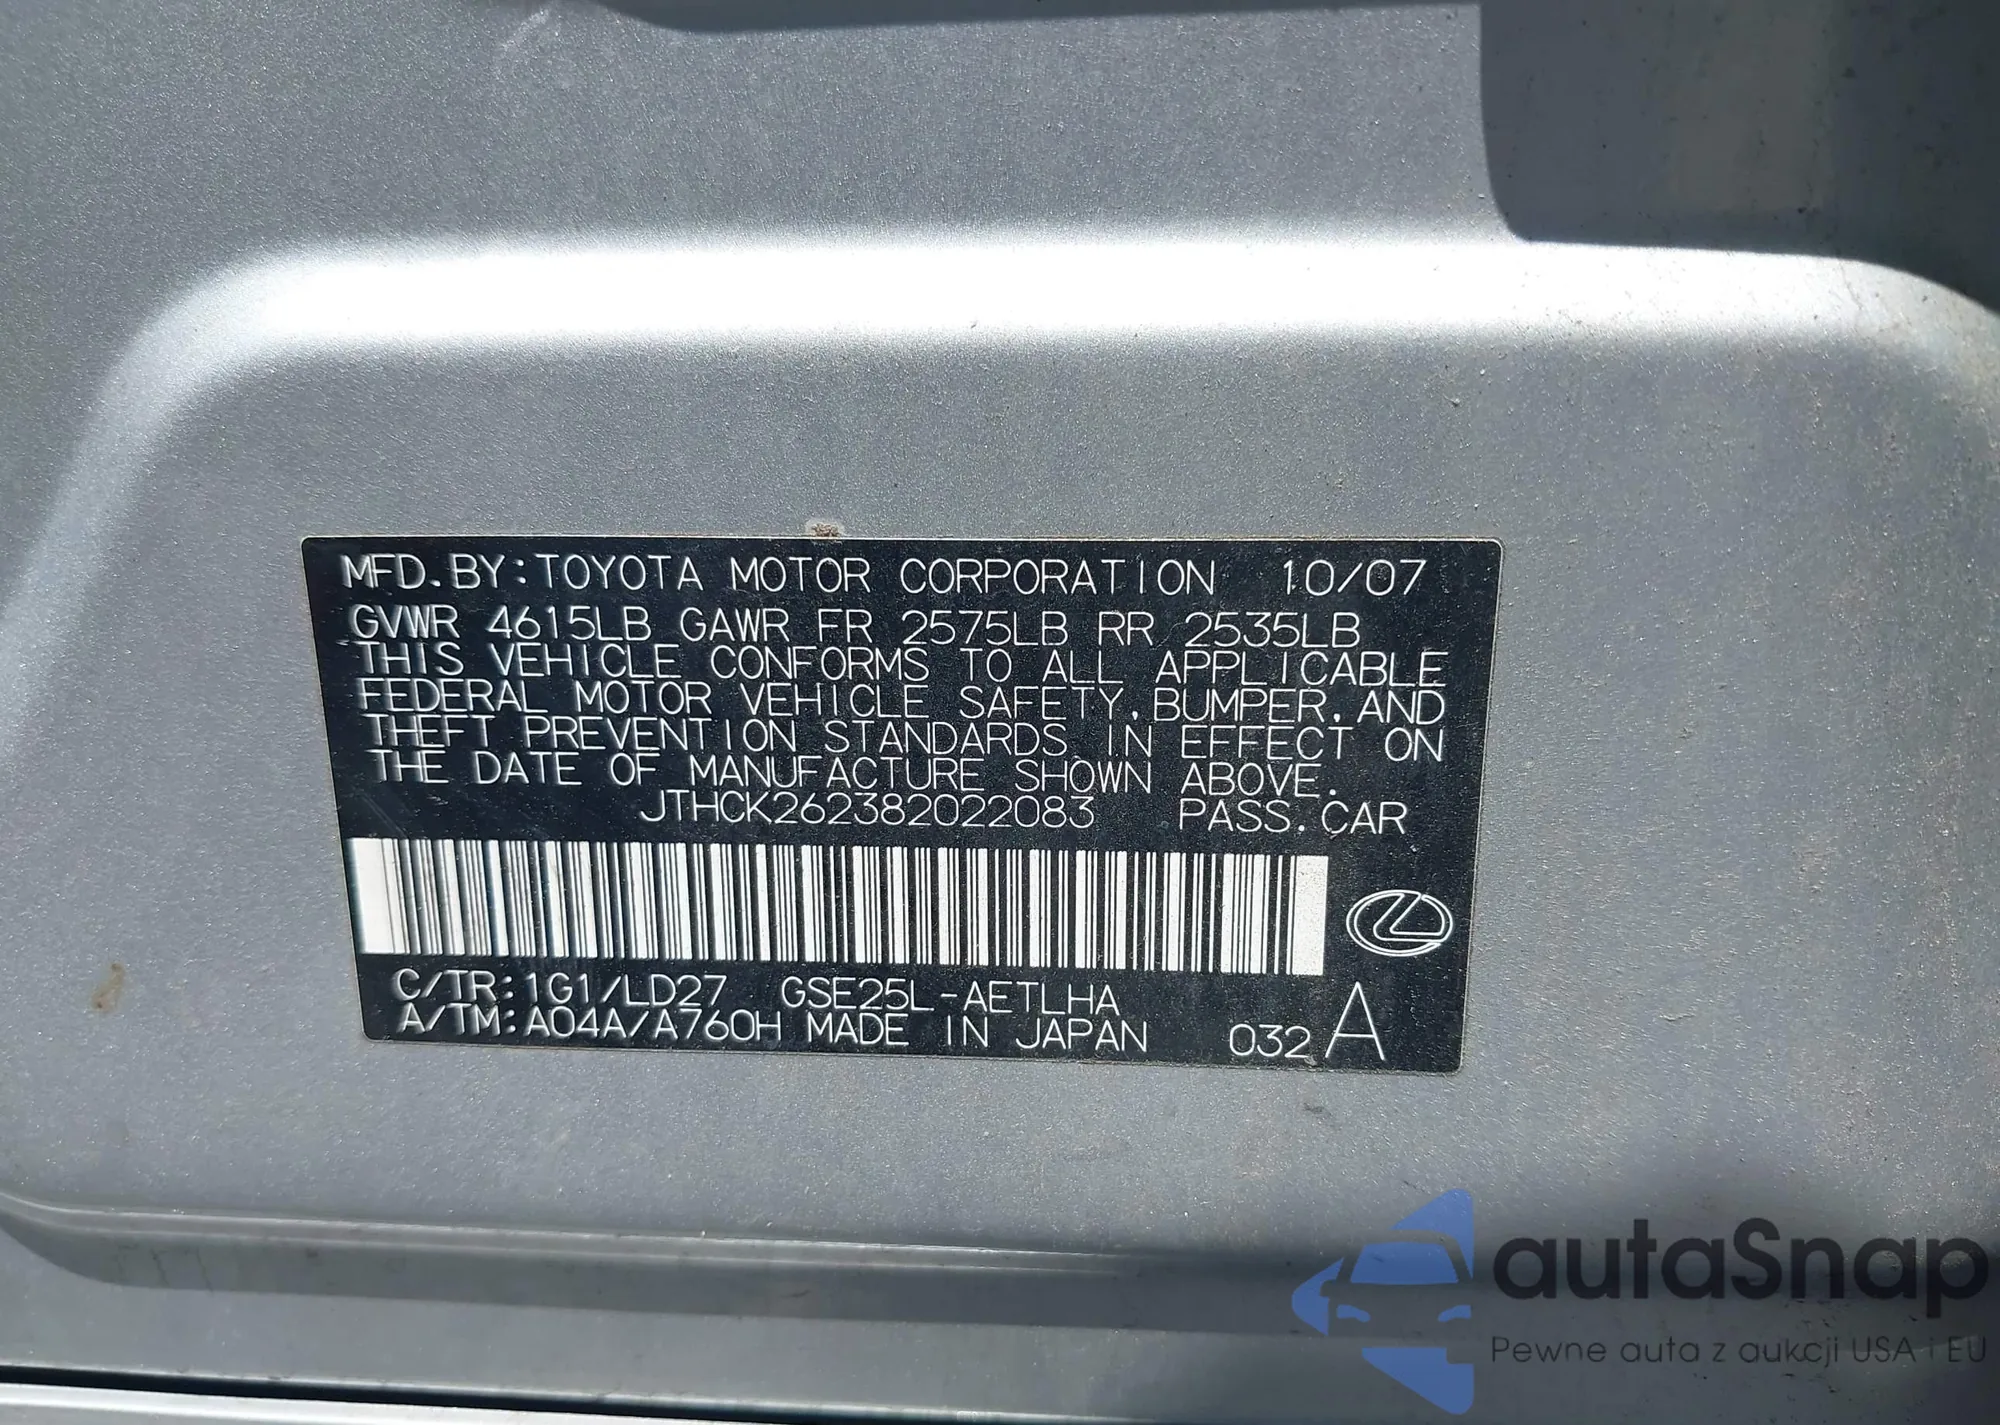 MFD.BY:TOYOTA MOTOR CORPORATION 10/07
GVWR 4615LB GAWR FR 2575LB RR 2535LB
THIS VEHICLE CONFORMS TO ALL APPLICABLE
FEDERAL MOTOR VEHICLE SAFETY,BUMPER,AND
THEFT PREVENTION STANDARDS IN EFFECT ON
THE DATE OF MANUFACTURE SHOWN ABOVE.
JTHCK262382022083 PASS.CAR
C/TR:1G1/LD27 GSE25L-AETLHA
A/TM:A04A/A760H MADE IN JAPAN 032 A
autoSnap
Pewne auta z aukcji USA i EU